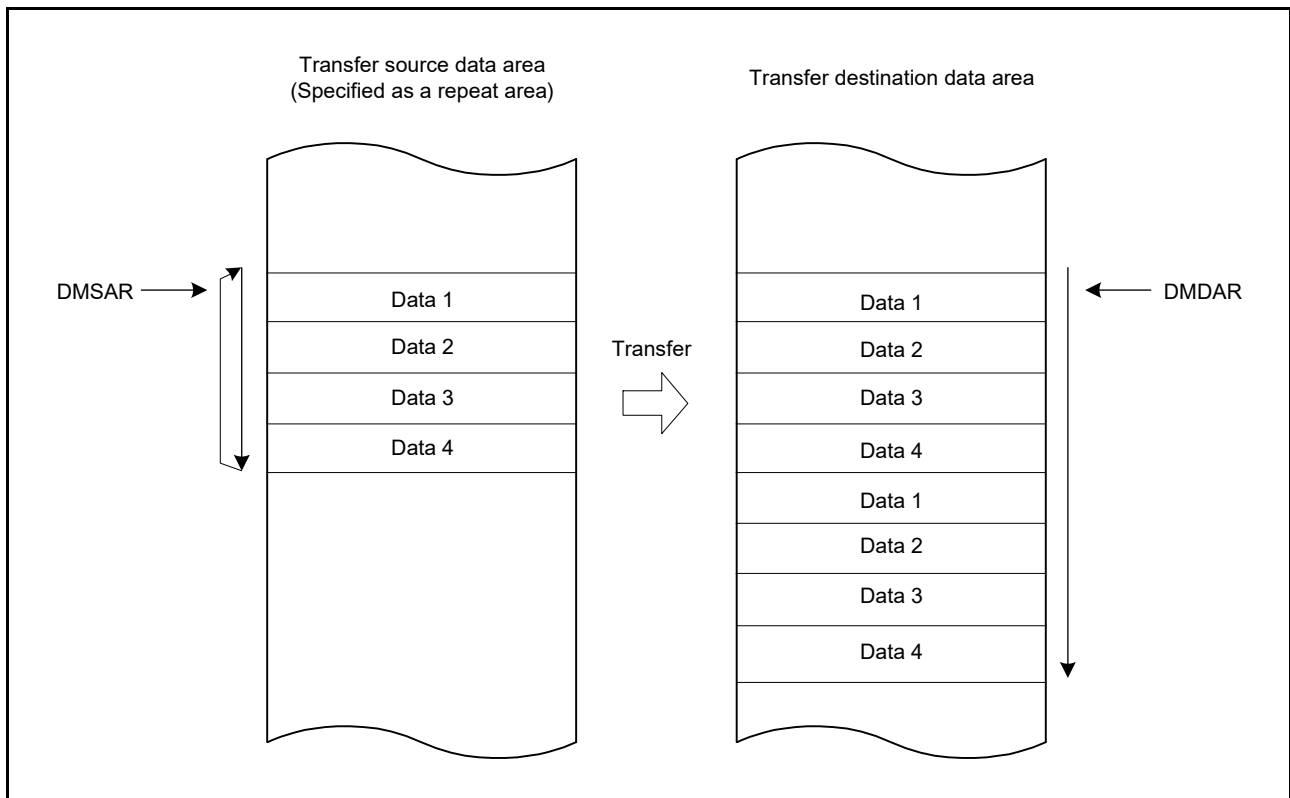 Transfer source data area
(Specified as a repeat area)
Transfer destination data area
DMSAR
Data 1
Data 2
Data 3
Data 4
Transfer
Data 1
Data 2
Data 3
Data 4
Data 1
Data 2
Data 3
Data 4
DMDAR